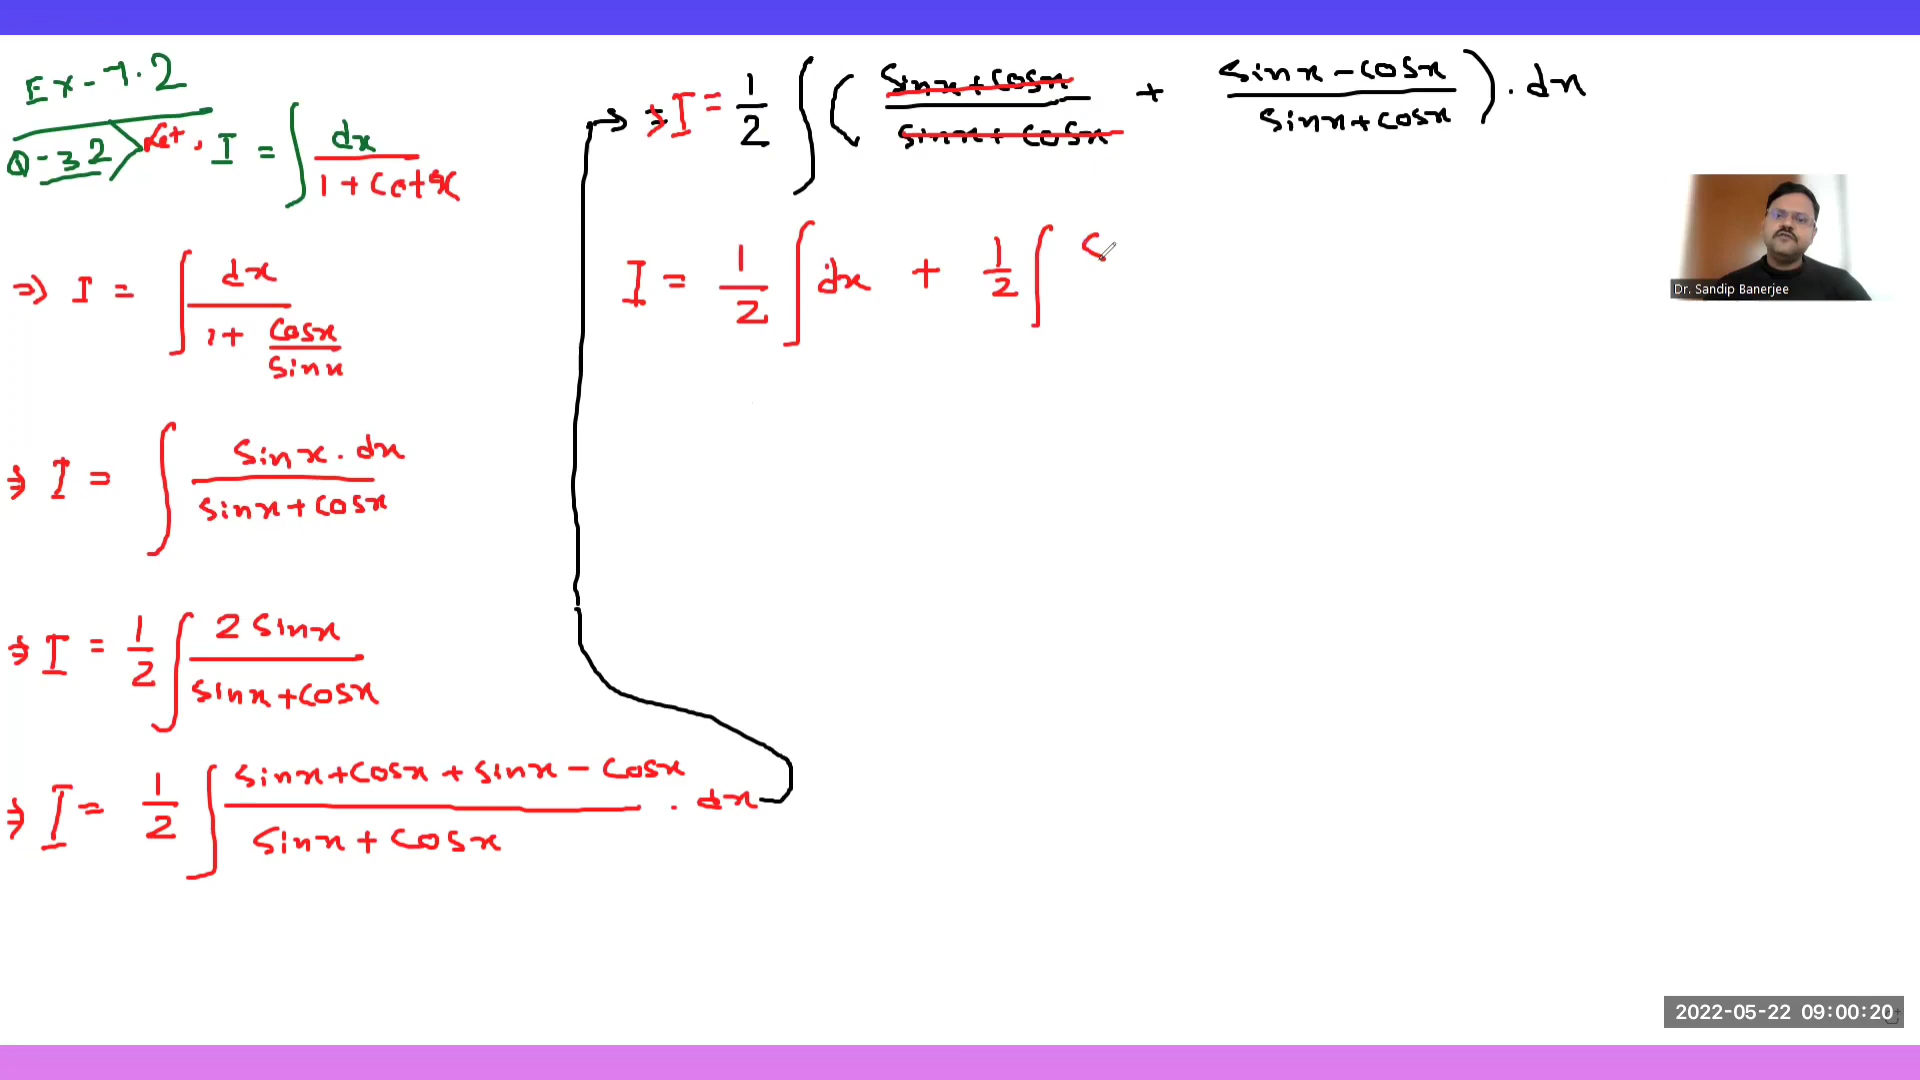 Ex-7.2
Q-32 Let, I = ∫ dx / (1 + cot x)
=> I = ∫ dx / (1 + cosx / sinx)
=> I = ∫ sinx . dx / (sinx + cosx)
=> I = 1/2 ∫ 2 sinx / (sinx + cosx)
=> I = 1/2 ∫ (sinx + cosx + sinx - cosx) / (sinx + cosx) . dx
=> I = 1/2 ∫ ( (sinx + cosx) / (sinx + cosx) + (sinx - cosx) / (sinx + cosx) ) . dx
I = 1/2 ∫ dx + 1/2 ∫ s
Dr. Sandip Banerjee
2022-05-22 09:00:20